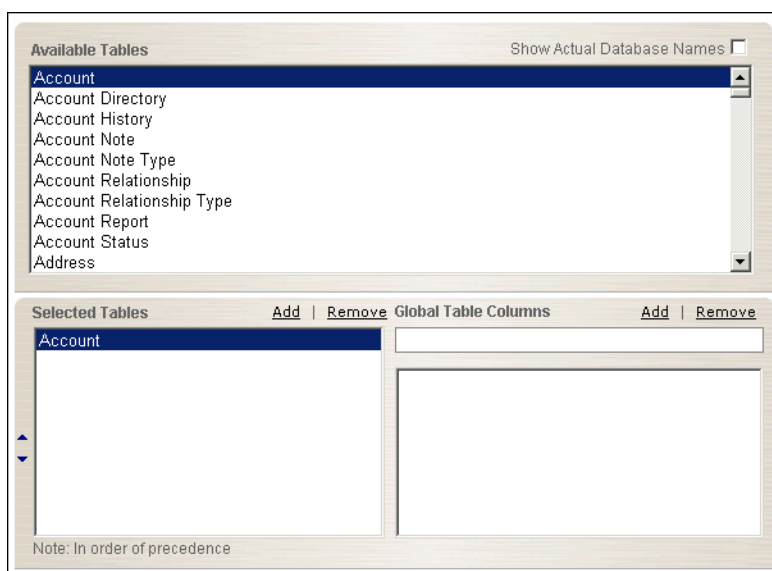 Available Tables Show Actual Database Names
Account
Account Directory
Account History
Account Note
Account Note Type
Account Relationship
Account Relationship Type
Account Report
Account Status
Address
Selected Tables Add | Remove Global Table Columns Add | Remove
Account
Note: In order of precedence